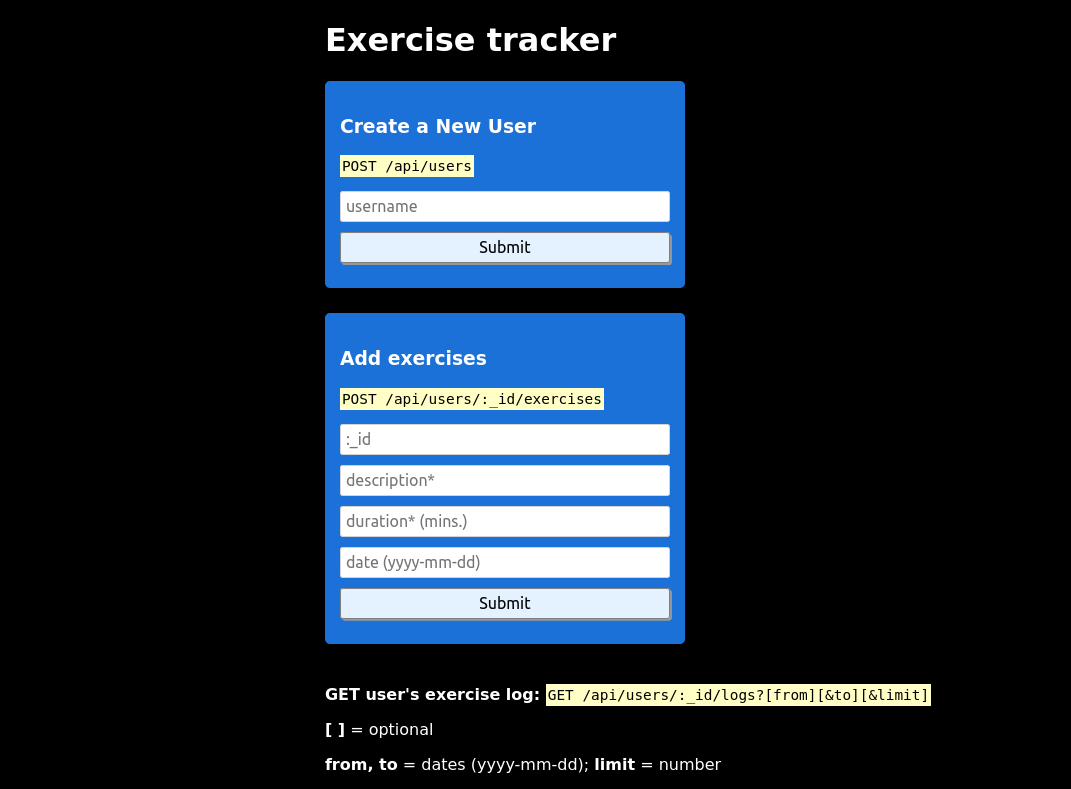 Exercise tracker
Create a New User
POST /api/users
username
Submit
Add exercises
POST /api/users/:_id/exercises
:_id
description*
duration* (mins.)
date (yyyy-mm-dd)
Submit
GET user's exercise log: GET /api/users/:_id/logs?[from][&to][&limit]
[ ] = optional
from, to = dates (yyyy-mm-dd); limit = number